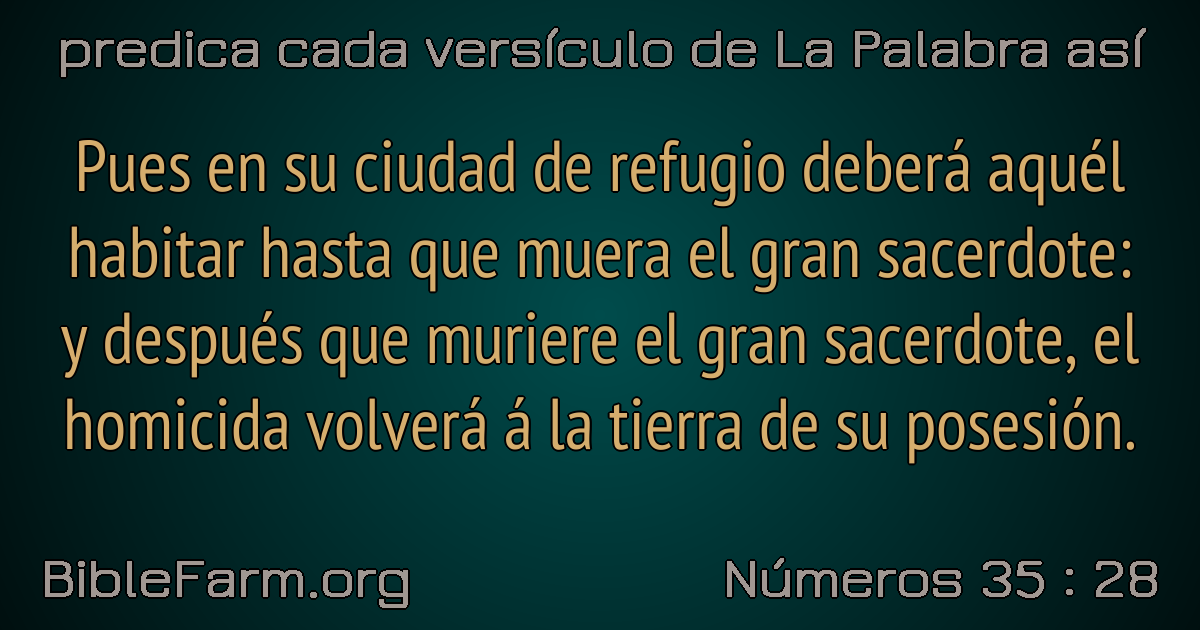 predica cada versículo de La Palabra así
Pues en su ciudad de refugio deberá aquél
habitar hasta que muera el gran sacerdote:
y después que muriere el gran sacerdote, el
homicida volverá á la tierra de su posesión.
BibleFarm.org
Números 35 : 28